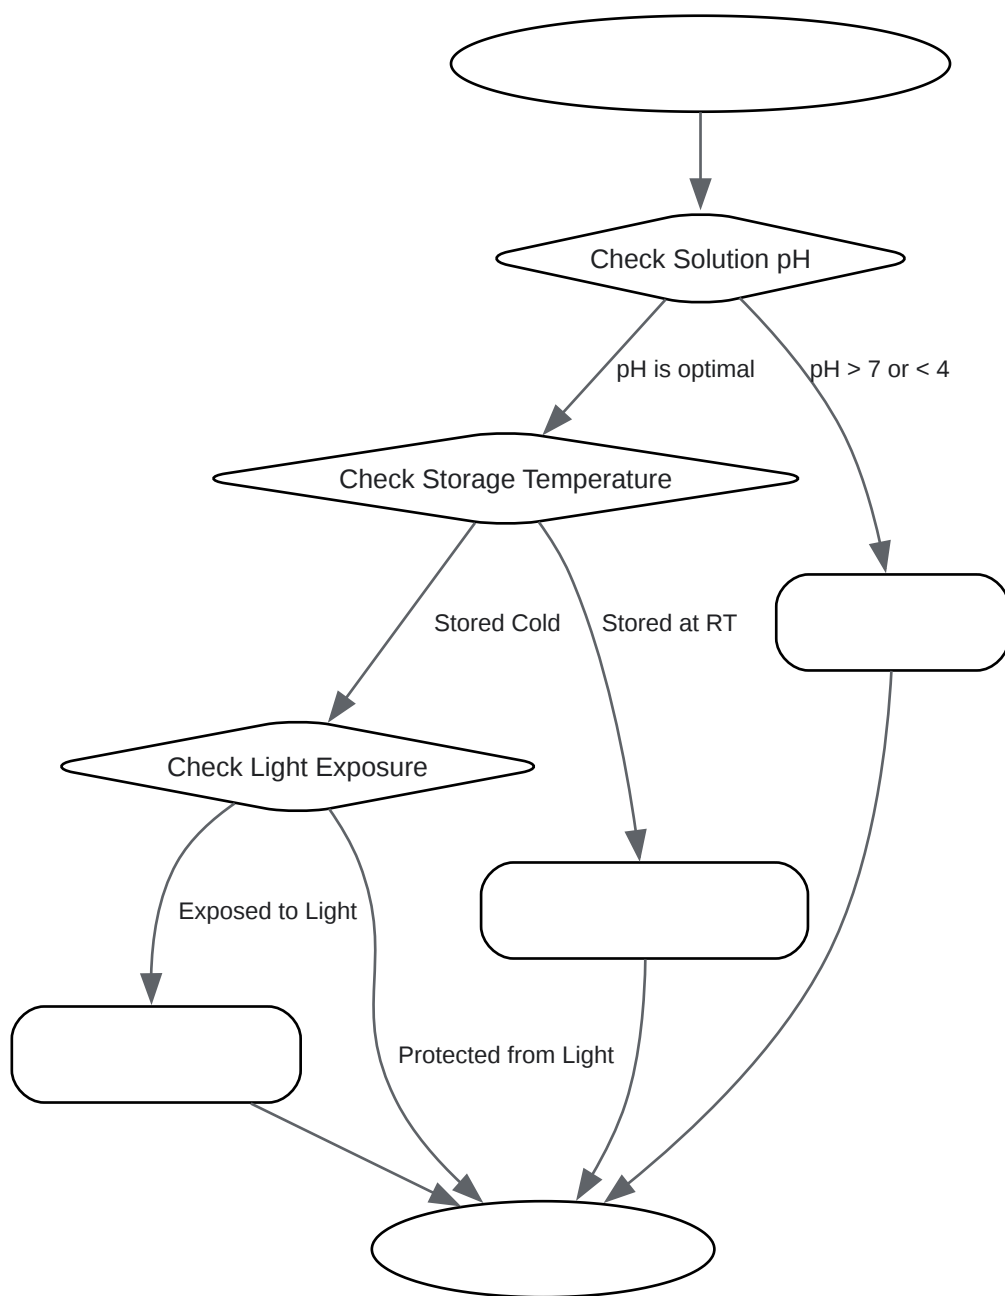 Check Solution pH
pH is optimal
pH > 7 or < 4
Check Storage Temperature
Stored Cold
Stored at RT
Check Light Exposure
Exposed to Light
Protected from Light